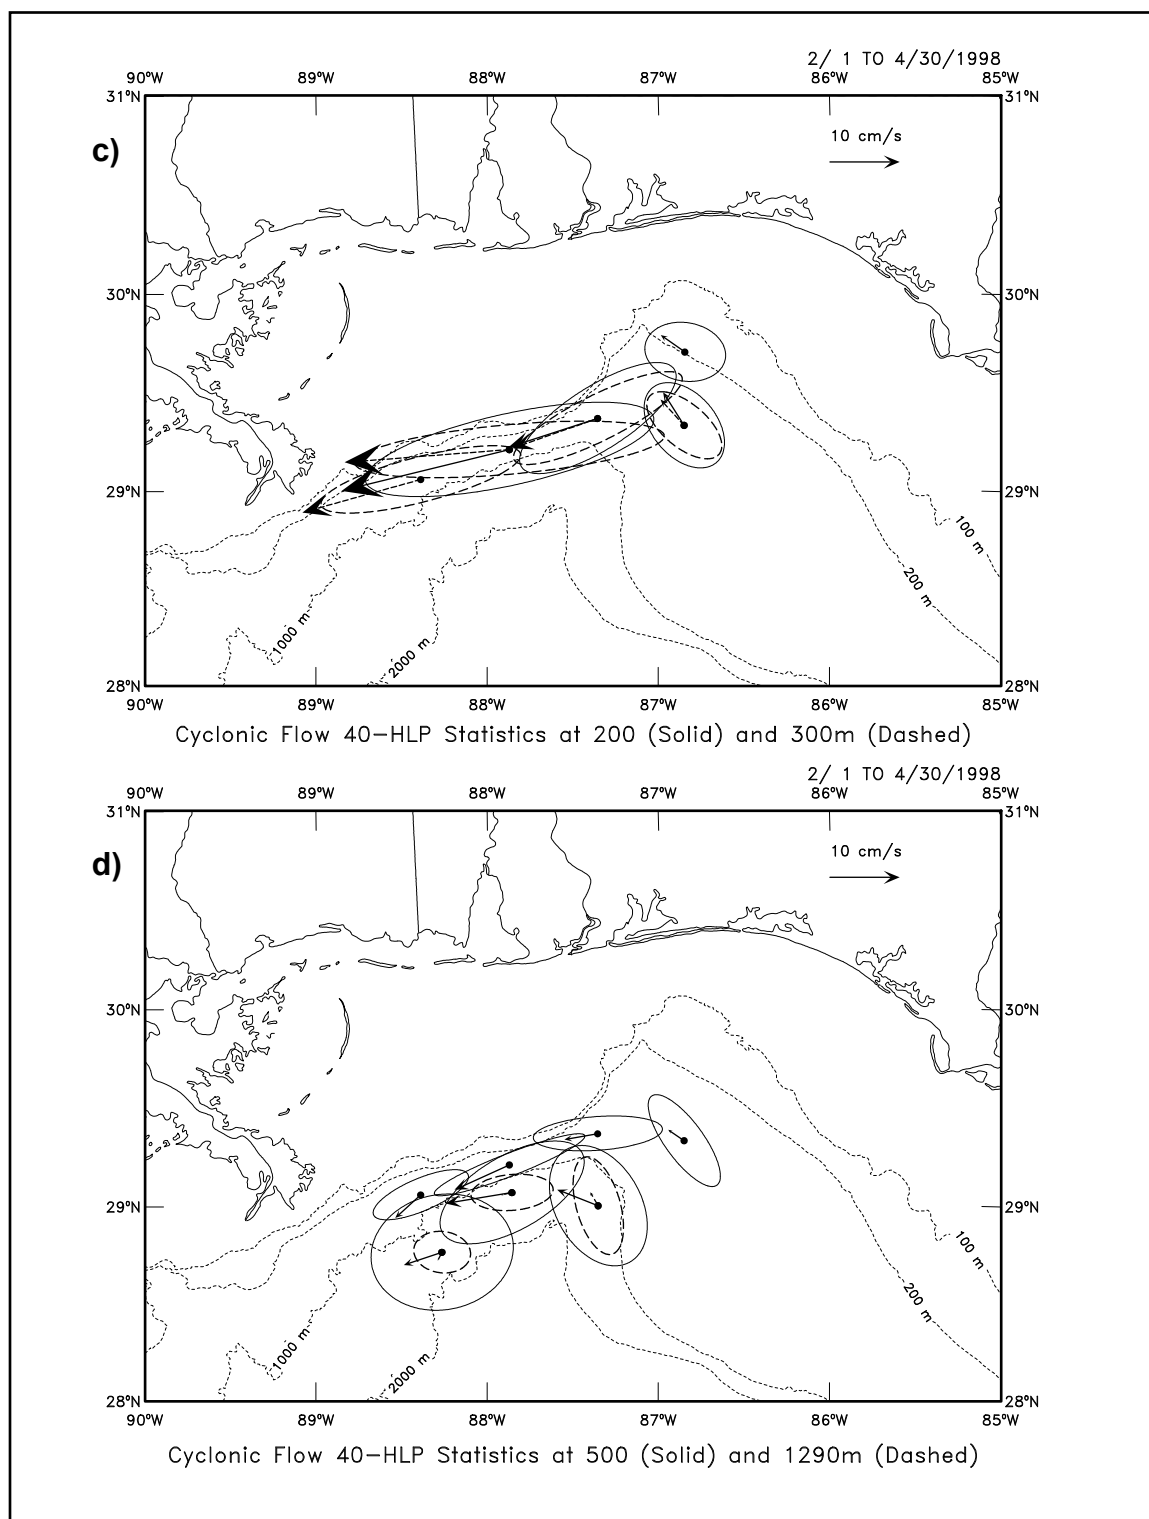 2/ 1 TO 4/30/1998
90°W 89°W 88°W 87°W 86°W 85°W
31°N 31°N
c)
10 cm/s
30°N 30°N
29°N 29°N
100 m
200 m
1000 m
2000 m
28°N 28°N
90°W 89°W 88°W 87°W 86°W 85°W
Cyclonic Flow 40-HLP Statistics at 200 (Solid) and 300m (Dashed)
2/ 1 TO 4/30/1998
90°W 89°W 88°W 87°W 86°W 85°W
31°N 31°N
d)
10 cm/s
30°N 30°N
29°N 29°N
100 m
200 m
1000 m
2000 m
28°N 28°N
90°W 89°W 88°W 87°W 86°W 85°W
Cyclonic Flow 40-HLP Statistics at 500 (Solid) and 1290m (Dashed)